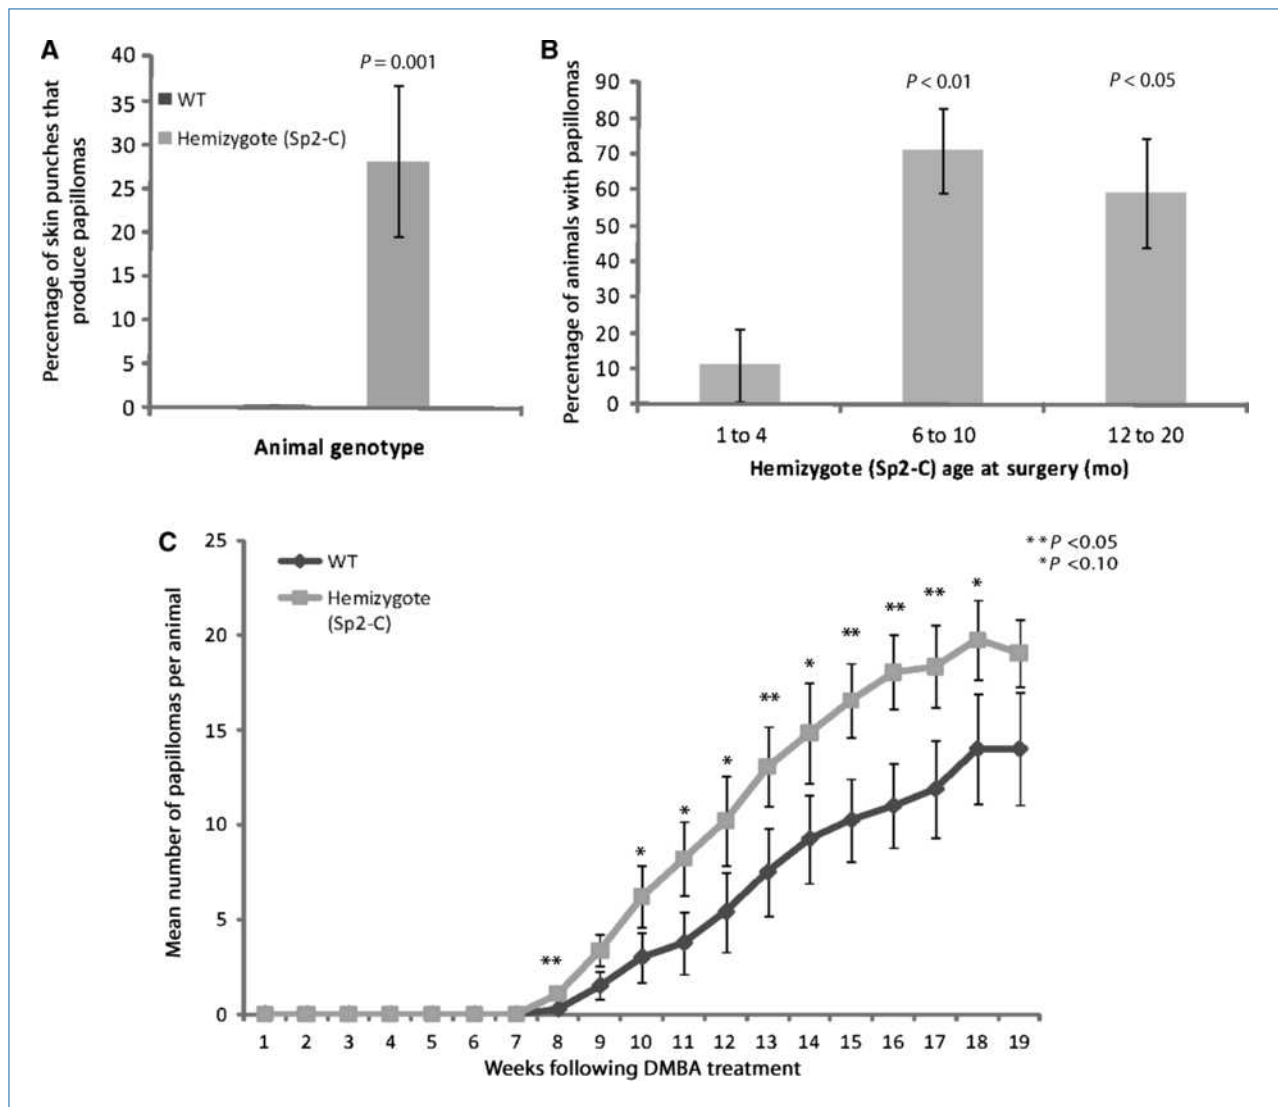 A
40
35
30
25
20
15
10
5
0
Percentage of skin punches that
produce papillomas
WT
Hemizygote (Sp2-C)
P = 0.001
Animal genotype
B
90
80
70
60
50
40
30
20
10
0
Percentage of animals with papillomas
P < 0.01
P < 0.05
1 to 4
6 to 10
12 to 20
Hemizygote (Sp2-C) age at surgery (mo)
C
25
20
15
10
5
0
Mean number of papillomas per animal
WT
Hemizygote
(Sp2-C)
**P <0.05
*P <0.10
** * * * ** * ** ** ** *
1 2 3 4 5 6 7 8 9 10 11 12 13 14 15 16 17 18 19
Weeks following DMBA treatment